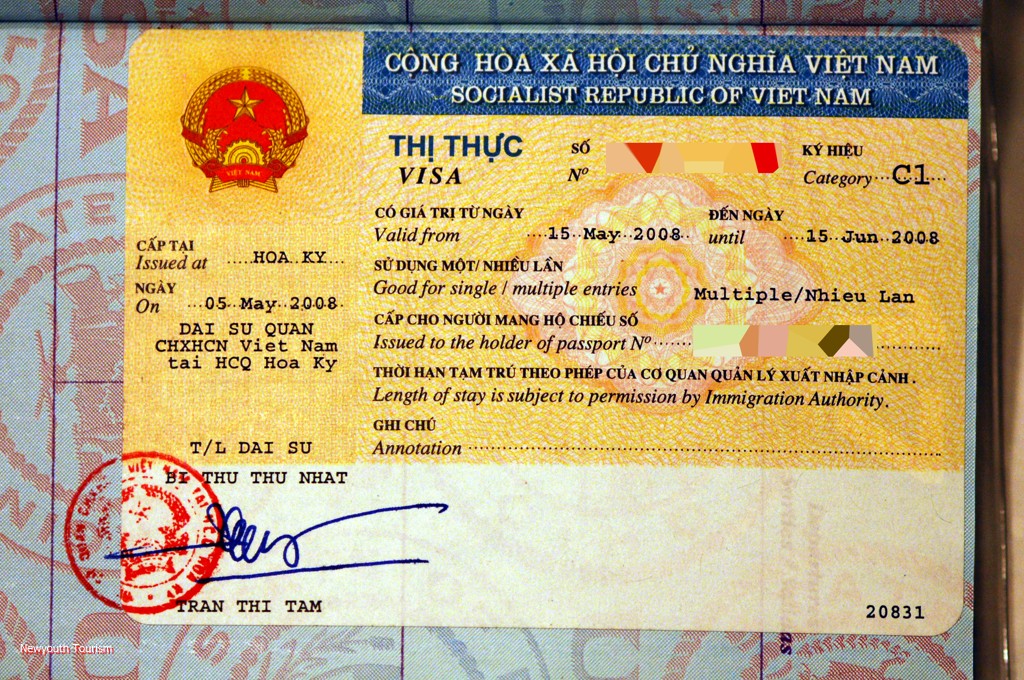 CỘNG HÒA XÃ HỘI CHỦ NGHĨA VIỆT NAM
SOCIALIST REPUBLIC OF VIET NAM
VIỆT NAM
THỊ THỰC
VISA
SỐ
Nº
KÝ HIỆU
Category C1
CÓ GIÁ TRỊ TỪ NGÀY
Valid from 15 May 2008
ĐẾN NGÀY
until 15 Jun 2008
SỬ DỤNG MỘT/ NHIỀU LẦN
Good for single / multiple entries Multiple/Nhieu Lan
CẤP CHO NGƯỜI MANG HỘ CHIẾU SỐ
Issued to the holder of passport Nº
THỜI HẠN TẠM TRÚ THEO PHÉP CỦA CƠ QUAN QUẢN LÝ XUẤT NHẬP CẢNH .
Length of stay is subject to permission by Immigration Authority.
GHI CHÚ
Annotation
CẤP TẠI
Issued at HOA KY
NGÀY
On 05 May 2008
DAI SU QUAN
CHXHCN Viet Nam
tai HCQ Hoa Ky
T/L DAI SU
BI THU THU NHAT
TRAN THI TAM
20831
Newyouth-Tourism